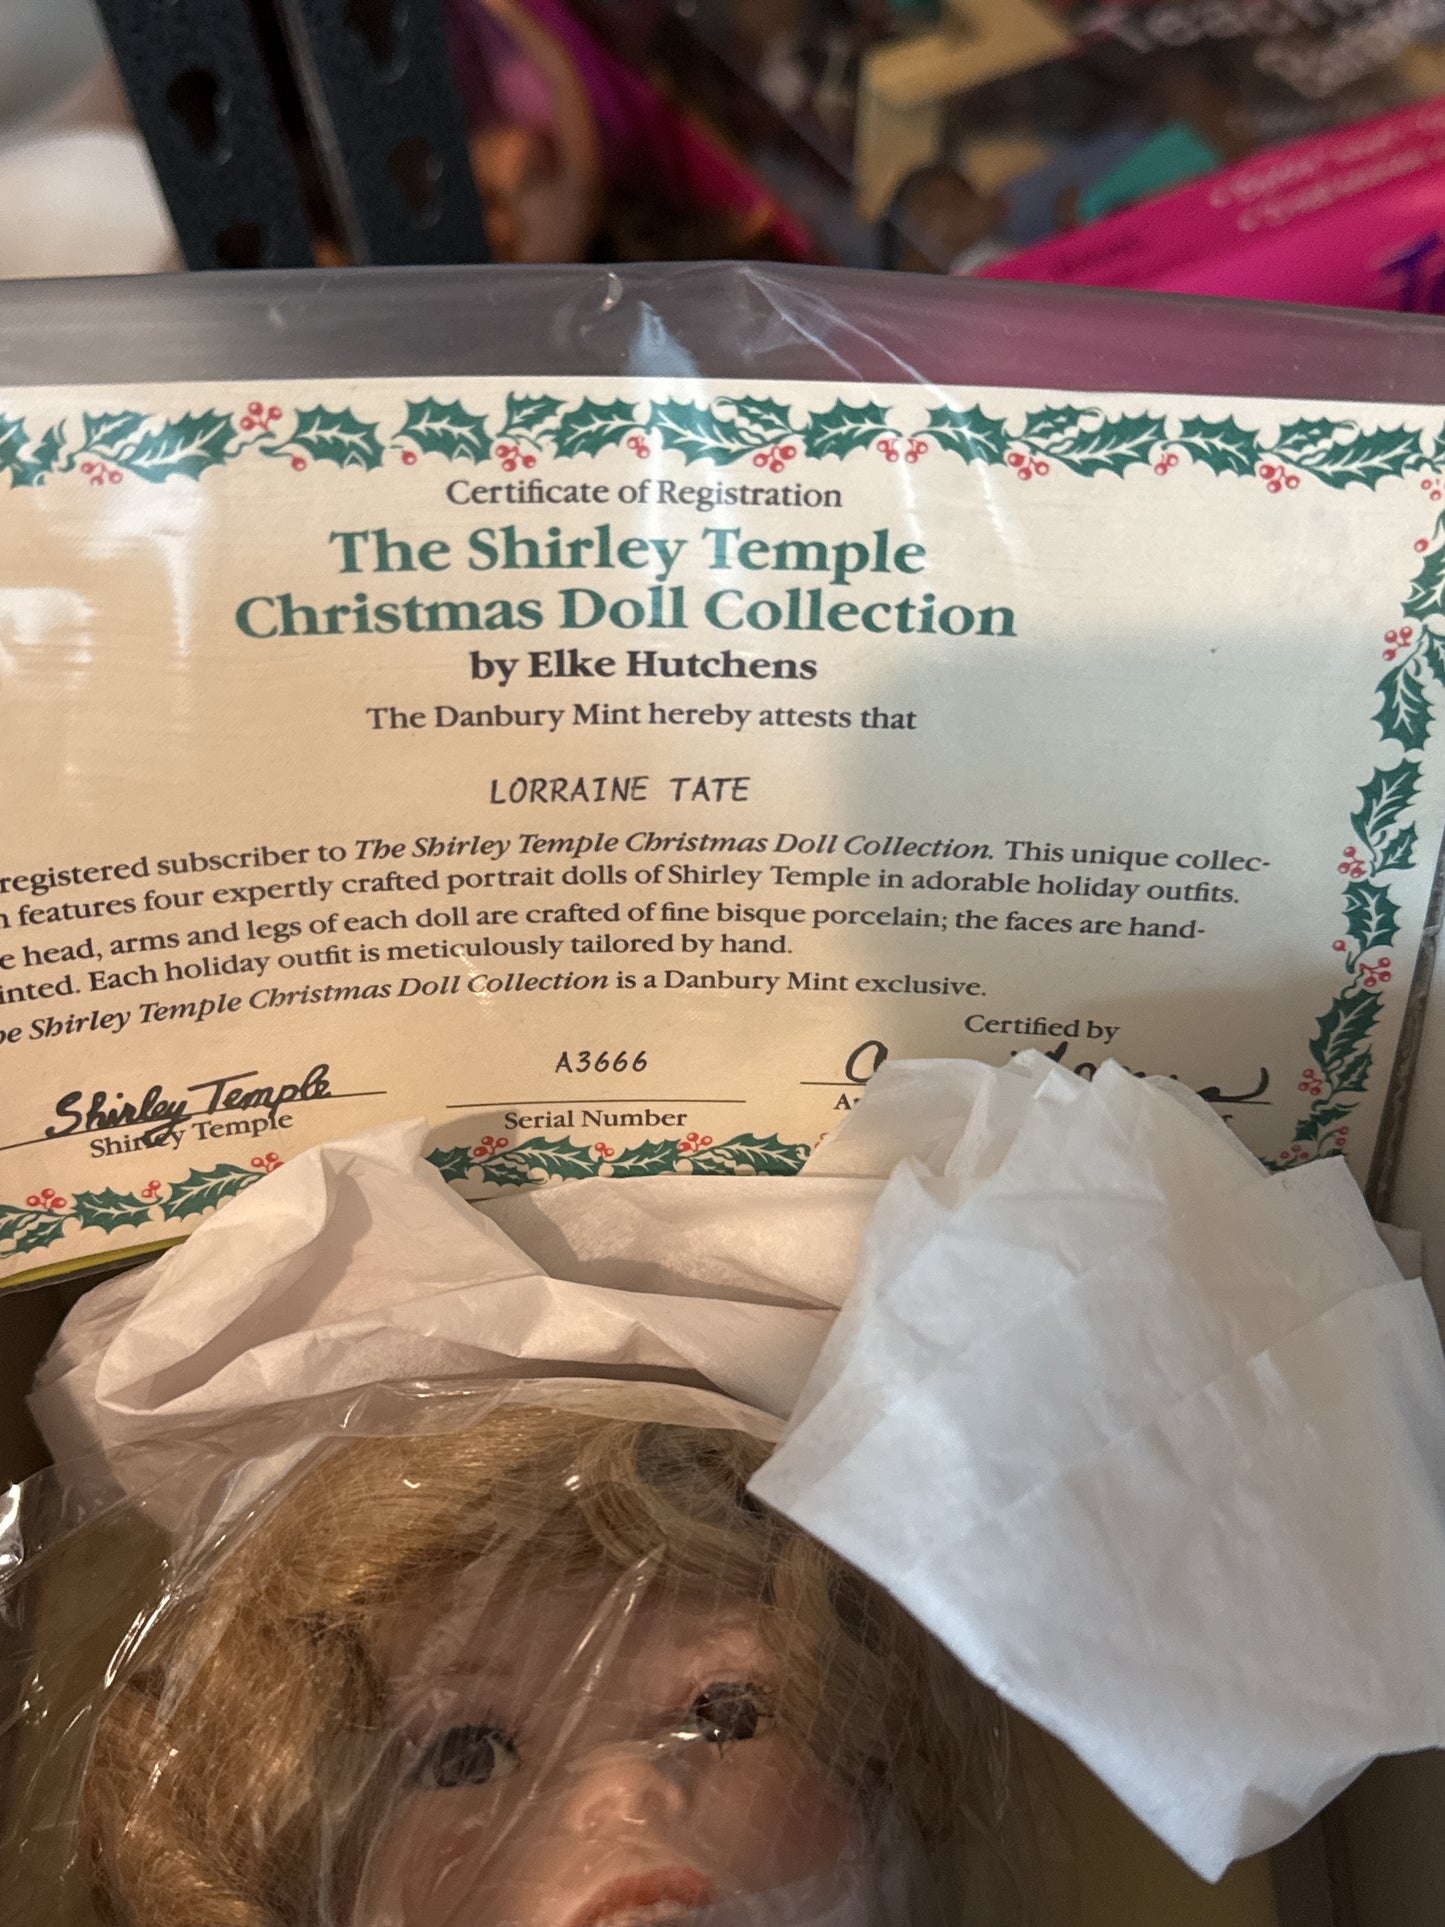 Teach
Certificate of Registration
The Shirley Temple
Christmas Doll Collection
by Elke Hutchens
The Danbury Mint hereby attests that
LORRAINE TATE
registered subscriber to The Shirley Temple Christmas Doll Collection. This unique collec-
features four expertly crafted portrait dolls of Shirley Temple in adorable holiday outfits.
head, arms and legs of each doll are crafted of fine bisque porcelain; the faces are hand-
inted. Each holiday outfit is meticulously tailored by hand.
Shirley Temple Christmas Doll Collection is a Danbury Mint exclusive.
Certified by
A3666
Shirley Temple
Serial Number
Shirley Temple